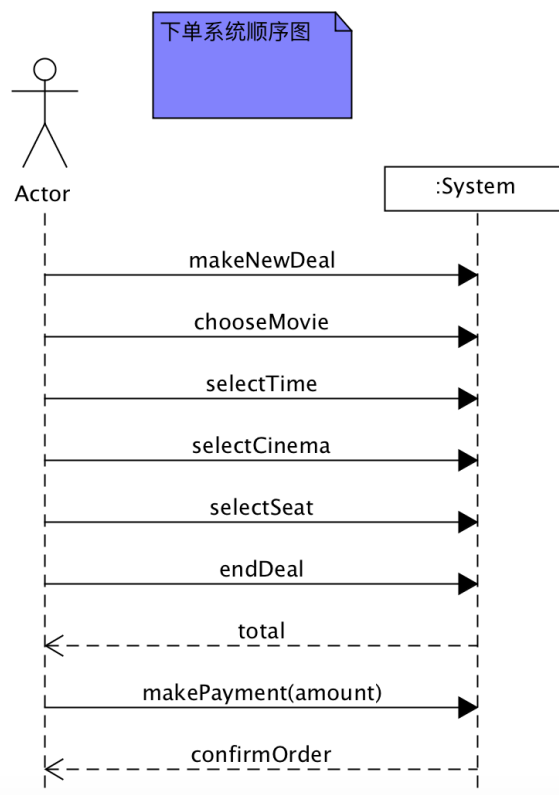 下单系统顺序图
Actor
:System
makeNewDeal
chooseMovie
selectTime
selectCinema
selectSeat
endDeal
total
makePayment(amount)
confirmOrder